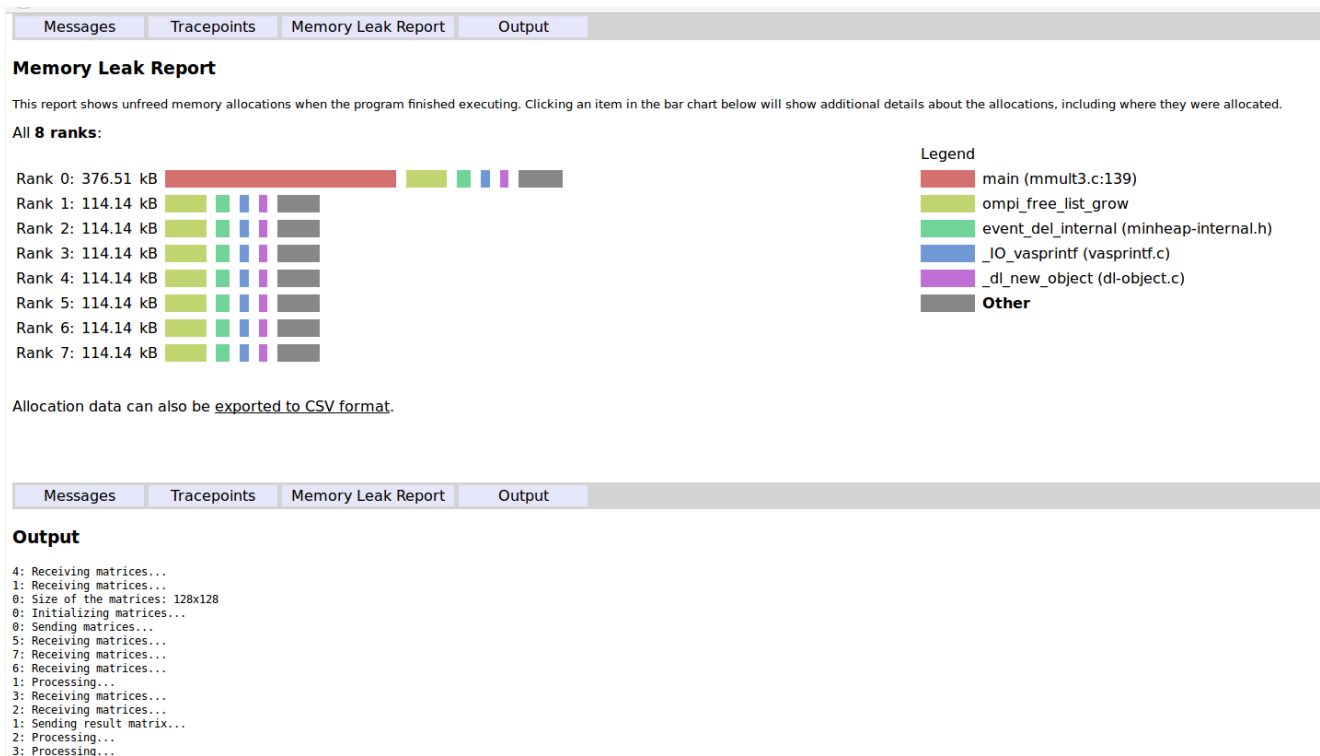 Messages Tracepoints Memory Leak Report Output
Memory Leak Report
This report shows unfreed memory allocations when the program finished executing. Clicking an item in the bar chart below will show additional details about the allocations, including where they were allocated.
All 8 ranks:
Legend
Rank 0: 376.51 kB main (mmult3.c:139)
Rank 1: 114.14 kB ompi_free_list_grow
Rank 2: 114.14 kB event_del_internal (minheap-internal.h)
Rank 3: 114.14 kB _IO_vasprintf (vasprintf.c)
Rank 4: 114.14 kB _dl_new_object (dl-object.c)
Rank 5: 114.14 kB Other
Rank 6: 114.14 kB
Rank 7: 114.14 kB
Allocation data can also be exported to CSV format.
Messages Tracepoints Memory Leak Report Output
Output
4: Receiving matrices...
1: Receiving matrices...
0: Size of the matrices: 128x128
0: Initializing matrices...
0: Sending matrices...
5: Receiving matrices...
7: Receiving matrices...
6: Receiving matrices...
1: Processing...
3: Receiving matrices...
2: Receiving matrices...
1: Sending result matrix...
2: Processing...
3: Processing...